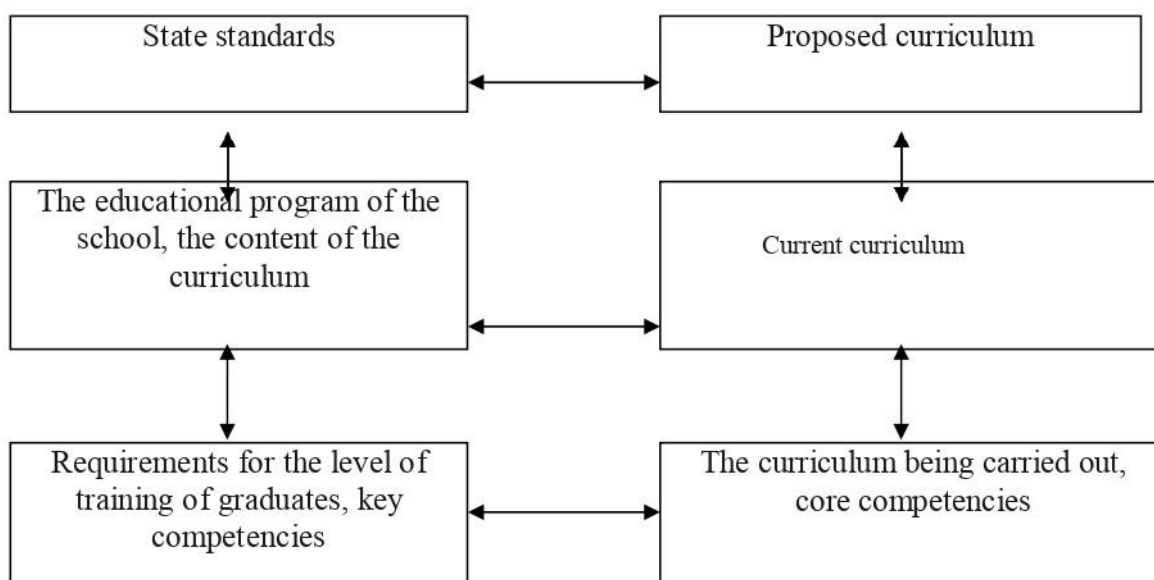 State standards
Proposed curriculum
The educational program of the
school, the content of the
curriculum
Current curriculum
Requirements for the level of
training of graduates, key
competencies
The curriculum being carried out,
core competencies